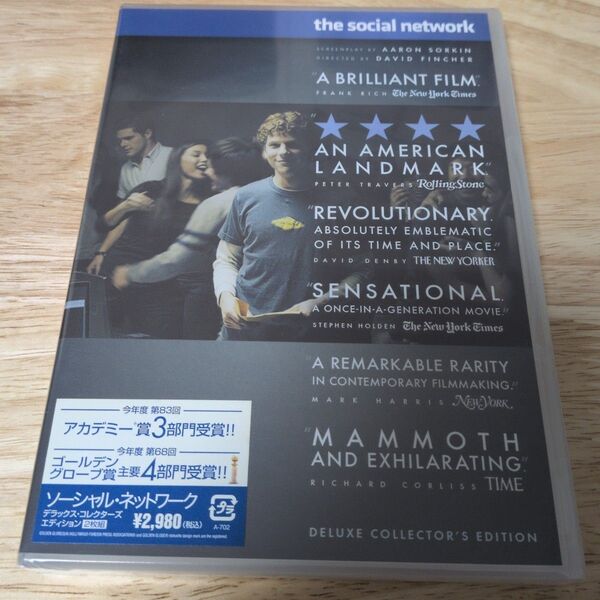 the social network
SCREENPLAY BY AARON SORKIN
DIRECTED BY DAVID FINCHER
"A BRILLIANT FILM."
FRANK RICH The New York Times
"★★★★
AN AMERICAN
LANDMARK."
PETER TRAVERS RollingStone
"REVOLUTIONARY.
ABSOLUTELY EMBLEMATIC
OF ITS TIME AND PLACE."
DAVID DENBY THE NEW YORKER
"SENSATIONAL.
A ONCE-IN-A-GENERATION MOVIE."
STEPHEN HOLDEN The New York Times
"A REMARKABLE RARITY
IN CONTEMPORARY FILMMAKING."
MARK HARRIS NEW YORK
"MAMMOTH
AND EXHILARATING."
RICHARD CORLISS TIME
DELUXE COLLECTOR'S EDITION
今年度 第83回
アカデミー®賞3部門受賞!!
今年度 第68回
ゴールデン
グローブ賞 主要4部門受賞!!
ソーシャル・ネットワーク
デラックス・コレクターズ
エディション 2枚組 ¥2,980(税込)
プラ
A-702